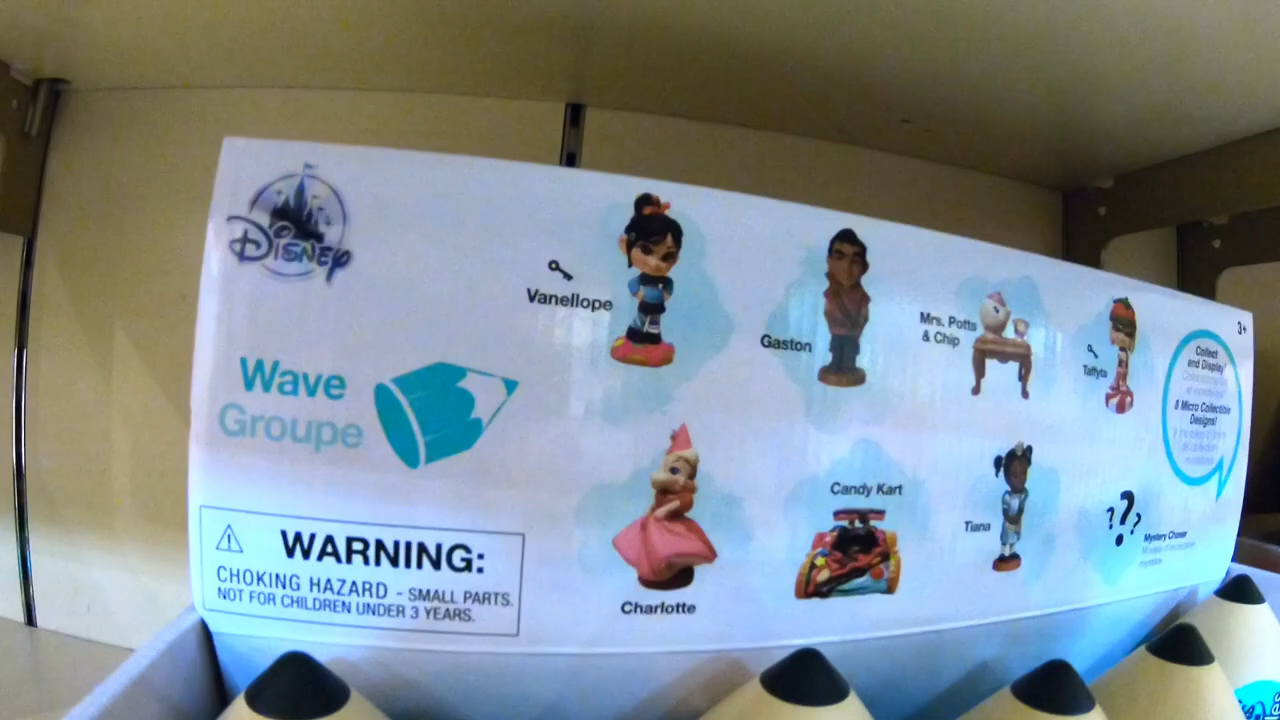 Disney
3+
Vanellope
Gaston
Mrs. Potts
& Chip
Taffyta
Collect
and Display!
8 Micro Collectible
Designs!
Wave
Groupe
Candy Kart
Tiana
Mystery Chaser
Charlotte
WARNING:
CHOKING HAZARD - SMALL PARTS.
NOT FOR CHILDREN UNDER 3 YEARS.